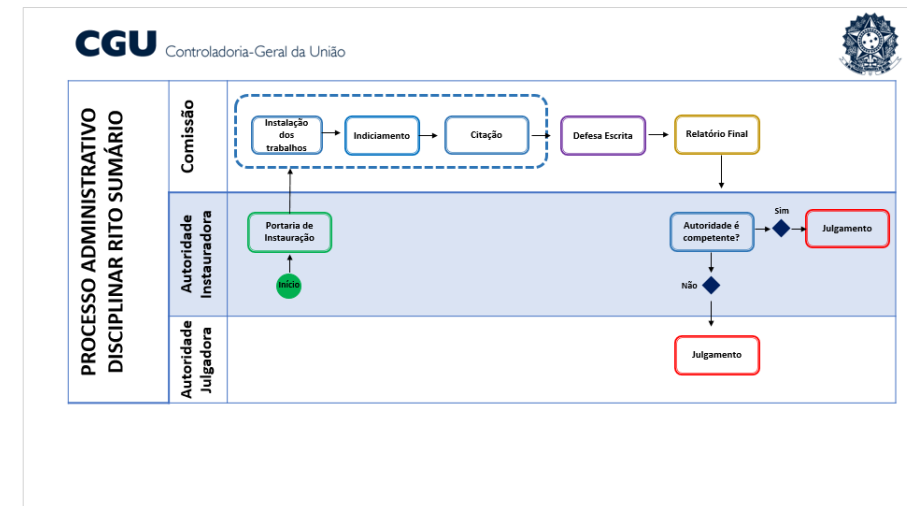 CGU Controladoria-Geral da União
PROCESSO ADMINISTRATIVO
DISCIPLINAR RITO SUMÁRIO
Comissão
Instalação
dos
trabalhos
Indiciamento
Citação
Defesa Escrita
Relatório Final
Autoridade
Instauradora
Portaria de
Instauração
Início
Autoridade é
competente?
Sim
Julgamento
Não
Autoridade
Julgadora
Julgamento